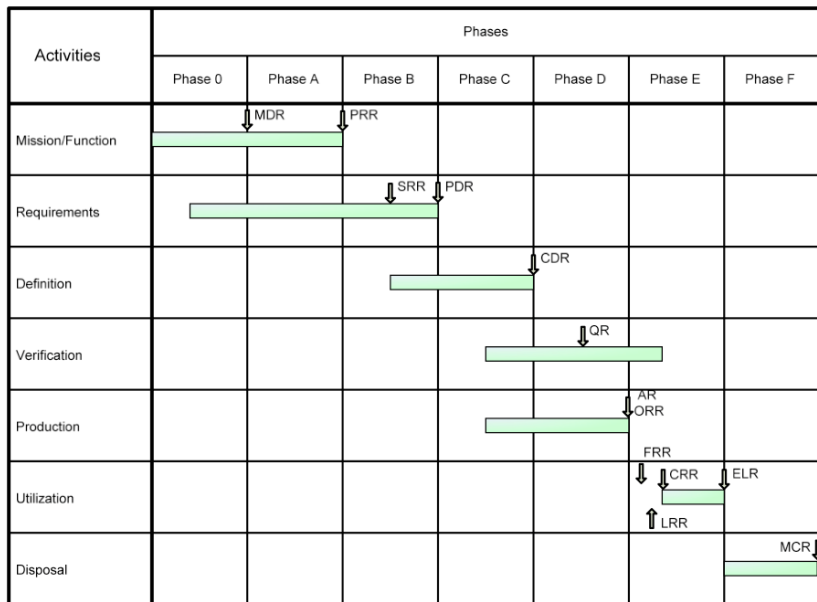 Activities
Phases
Phase 0 Phase A Phase B Phase C Phase D Phase E Phase F
MDR PRR
Mission/Function
SRR PDR
Requirements
CDR
Definition
QR
Verification
AR
ORR
Production
FRR
CRR ELR
Utilization
LRR
MCR
Disposal